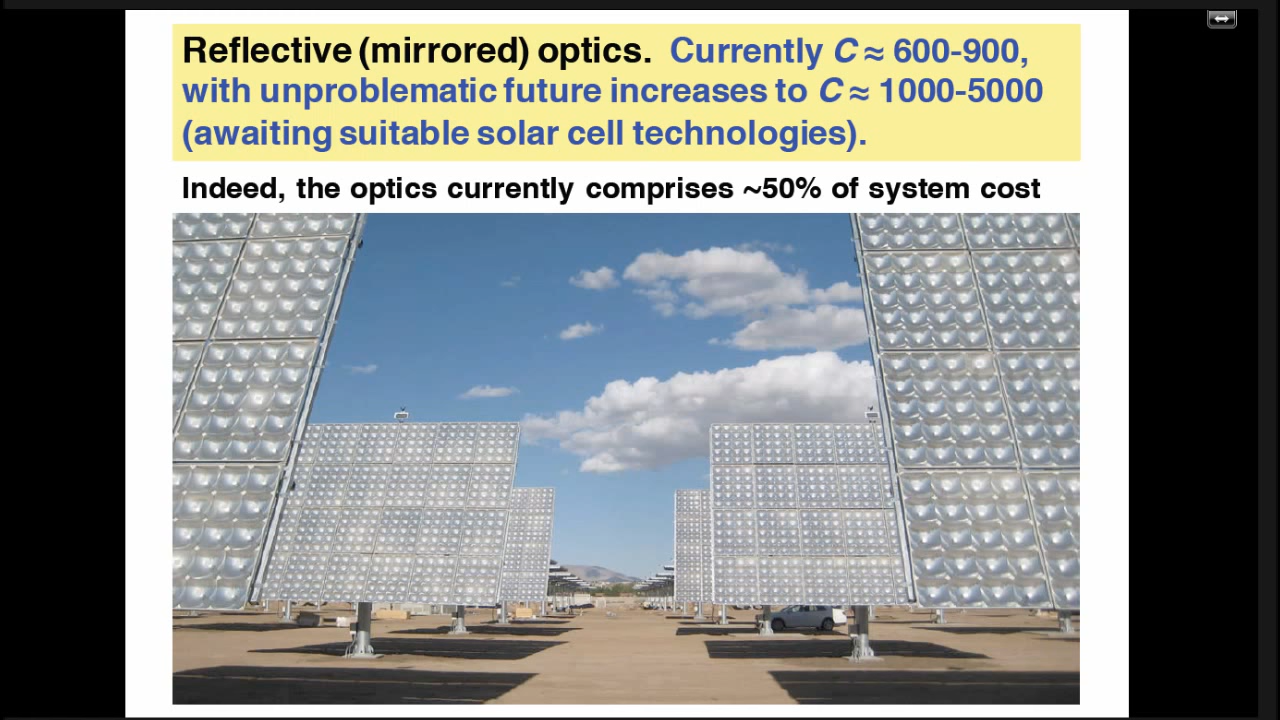 Reflective (mirrored) optics. Currently C ≈ 600-900,
with unproblematic future increases to C ≈ 1000-5000
(awaiting suitable solar cell technologies).
Indeed, the optics currently comprises ~50% of system cost